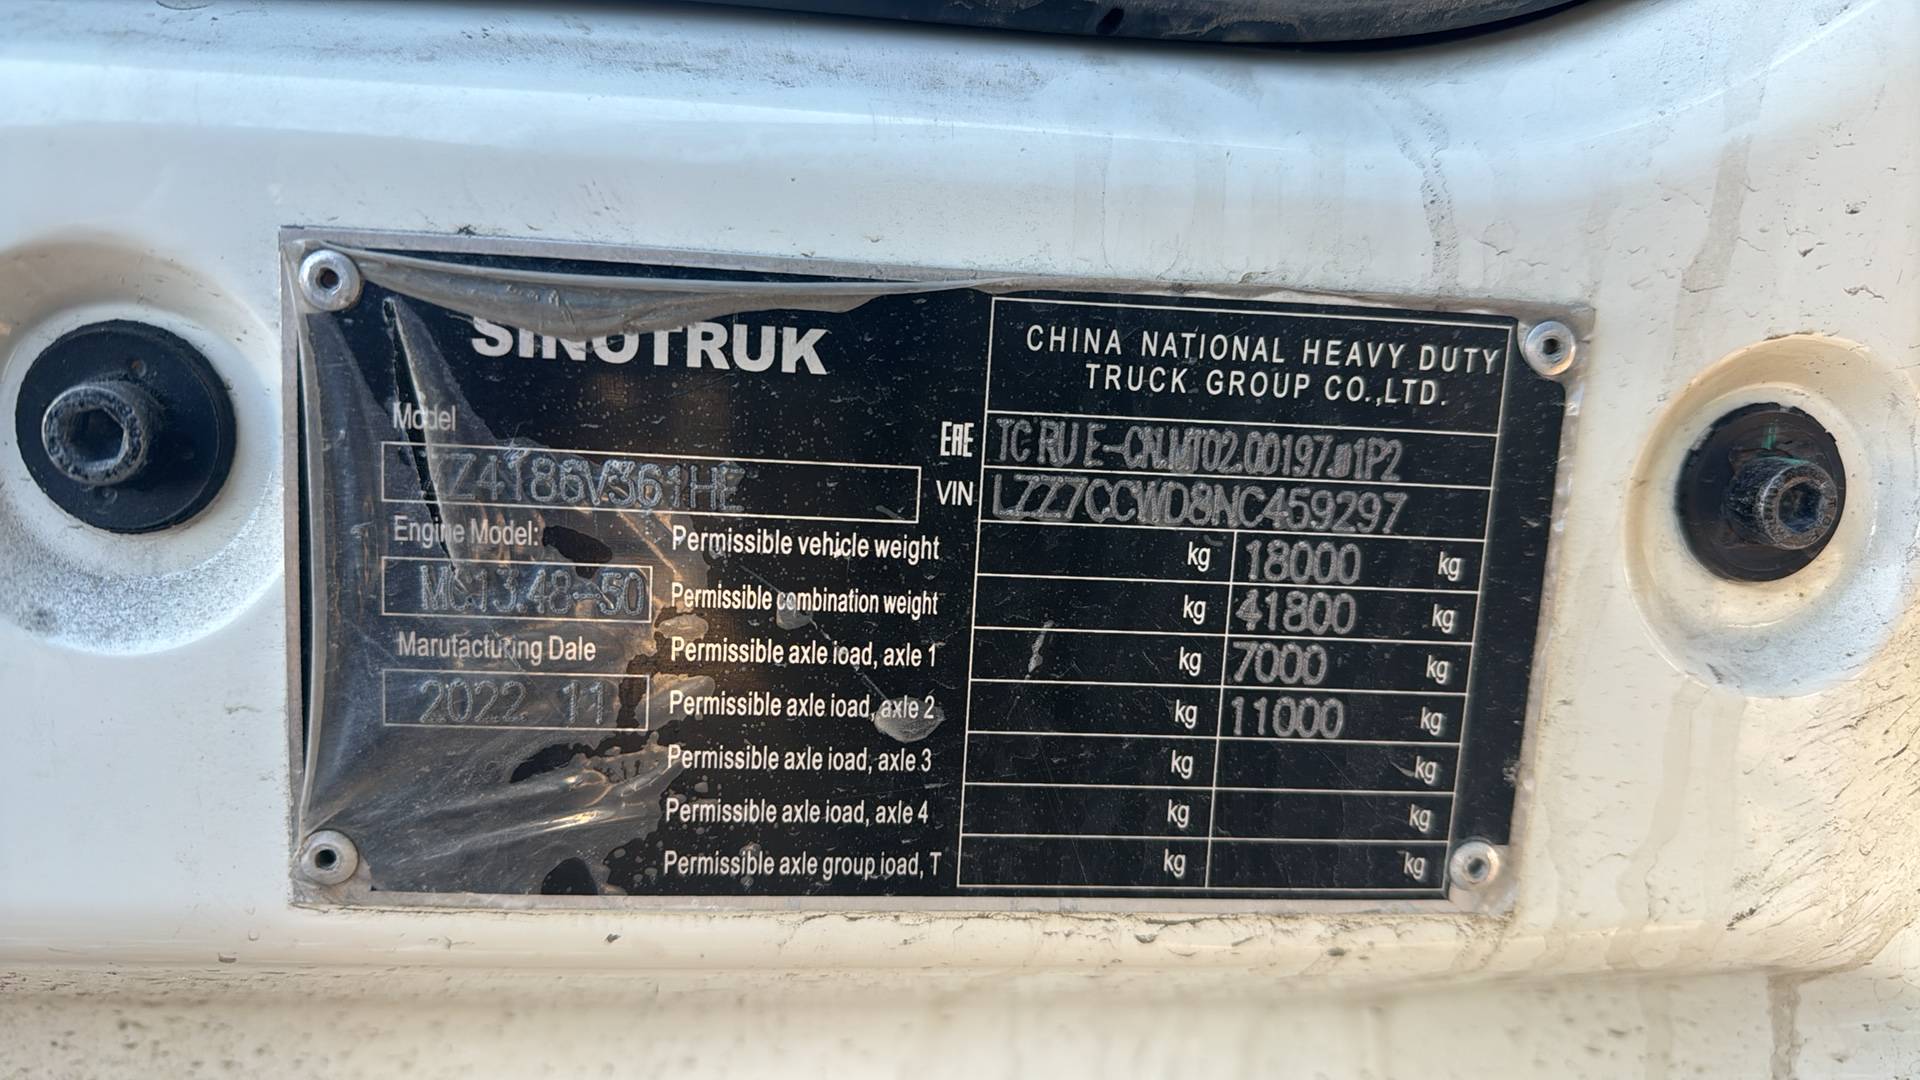 SINOTRUK
CHINA NATIONAL HEAVY DUTY
TRUCK GROUP CO.,LTD.
Model
ZZ4186V361HE
EAC TC RU E-CN.MT02.00197.01P2
VIN LZZ7CCWD8NC459297
Engine Model:
MC13.48-50
Marutacturing Dale
2022 11
Permissible vehicle weight kg 18000 kg
Permissible combination weight kg 41800 kg
Permissible axle ioad, axle 1 kg 7000 kg
Permissible axle ioad, axle 2 kg 11000 kg
Permissible axle ioad, axle 3 kg kg
Permissible axle ioad, axle 4 kg kg
Permissible axle group ioad, T kg kg